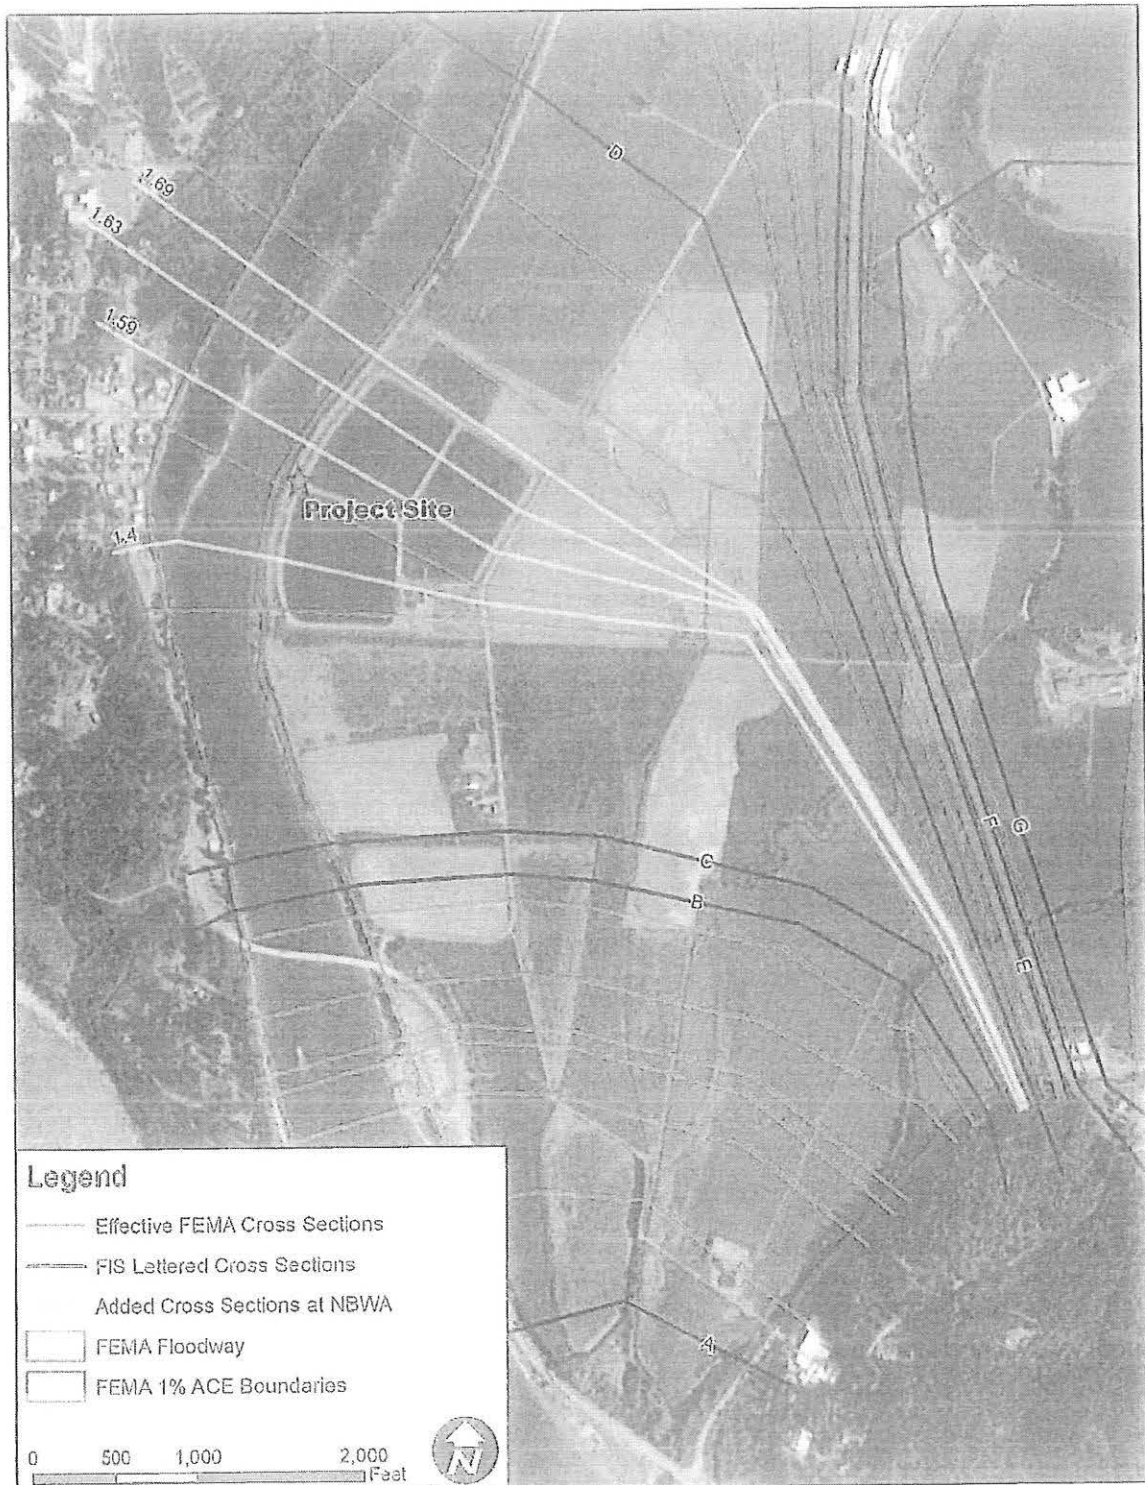 D
1.69
1.63
1.59
Project Site
1.4
G
F
C
B
E
A
Legend
Effective FEMA Cross Sections
FIS Lettered Cross Sections
Added Cross Sections at NBWA
FEMA Floodway
FEMA 1% ACE Boundaries
0 500 1,000 2,000
Feet
N